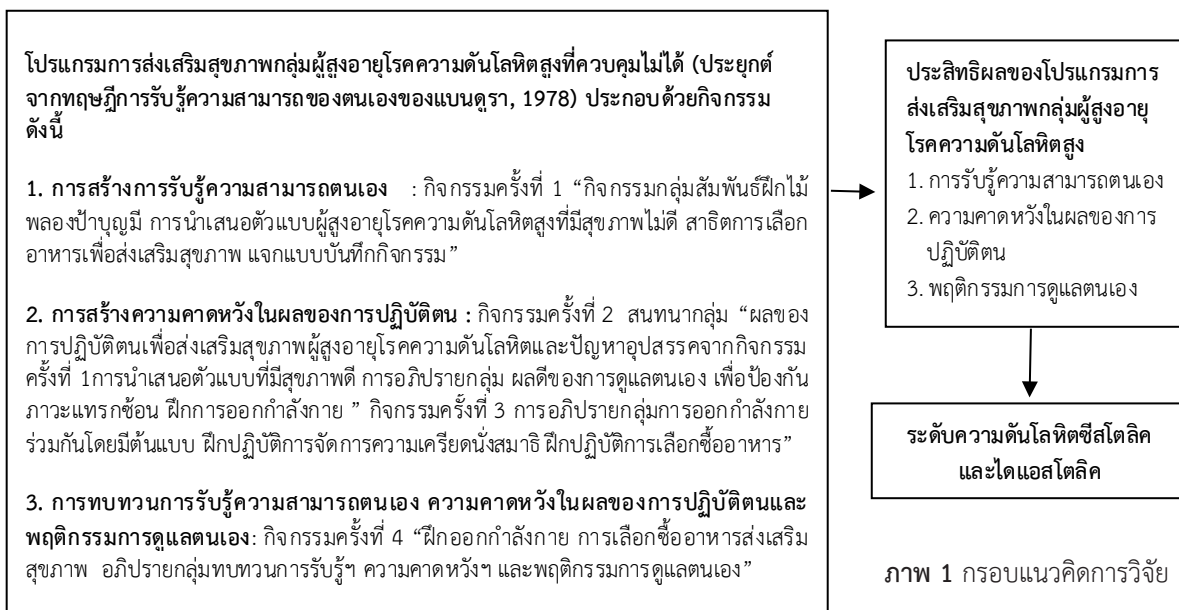 โปรแกรมการส่งเสริมสุขภาพกลุ่มผู้สูงอายุโรคความดันโลหิตสูงที่ควบคุมไม่ได้ (ประยุกต์
จากทฤษฎีการรับรู้ความสามารถของตนเองของแบนดูรา, 1978) ประกอบด้วยกิจกรรม
ดังนี้
1. การสร้างการรับรู้ความสามารถตนเอง : กิจกรรมครั้งที่ 1 “กิจกรรมกลุ่มสัมพันธ์ฝึกไม้
พลองป้าบุญมี การนำเสนอตัวแบบผู้สูงอายุโรคความดันโลหิตสูงที่มีสุขภาพไม่ดี สาธิตการเลือก
อาหารเพื่อส่งเสริมสุขภาพ แจกแบบบันทึกกิจกรรม”
2. การสร้างความคาดหวังในผลของการปฏิบัติตน : กิจกรรมครั้งที่ 2 สนทนากลุ่ม “ผลของ
การปฏิบัติตนเพื่อส่งเสริมสุขภาพผู้สูงอายุโรคความดันโลหิตและปัญหาอุปสรรคจากกิจกรรม
ครั้งที่ 1การนำเสนอตัวแบบที่มีสุขภาพดี การอภิปรายกลุ่ม ผลดีของการดูแลตนเอง เพื่อป้องกัน
ภาวะแทรกซ้อน ฝึกการออกกำลังกาย ” กิจกรรมครั้งที่ 3 การอภิปรายกลุ่มการออกกำลังกาย
ร่วมกันโดยมีต้นแบบ ฝึกปฏิบัติการจัดการความเครียดนั่งสมาธิ ฝึกปฏิบัติการเลือกซื้ออาหาร”
3. การทบทวนการรับรู้ความสามารถตนเอง ความคาดหวังในผลของการปฏิบัติตนและ
พฤติกรรมการดูแลตนเอง: กิจกรรมครั้งที่ 4 “ฝึกออกกำลังกาย การเลือกซื้ออาหารส่งเสริม
สุขภาพ อภิปรายกลุ่มทบทวนการรับรู้ฯ ความคาดหวังฯ และพฤติกรรมการดูแลตนเอง”
ประสิทธิผลของโปรแกรมการ
ส่งเสริมสุขภาพกลุ่มผู้สูงอายุ
โรคความดันโลหิตสูง
1. การรับรู้ความสามารถตนเอง
2. ความคาดหวังในผลของการ
ปฏิบัติตน
3. พฤติกรรมการดูแลตนเอง
ระดับความดันโลหิตซีสโตลิค
และไดแอสโตลิค
ภาพ 1 กรอบแนวคิดการวิจัย